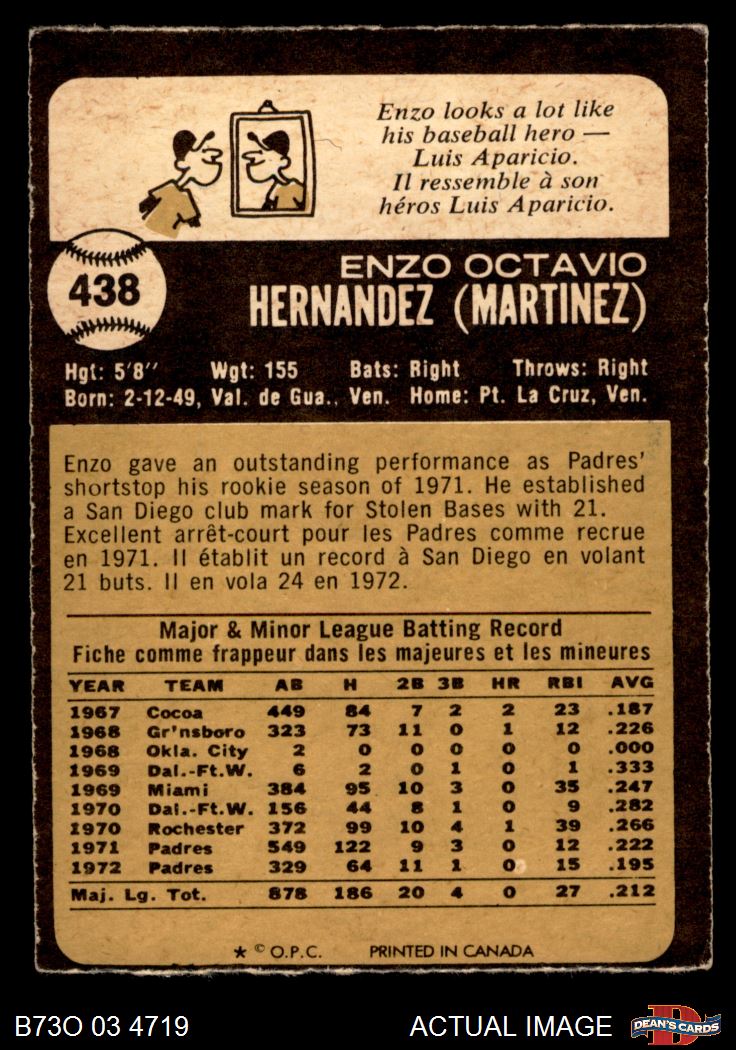 Enzo looks a lot like
his baseball hero —
Luis Aparicio.
Il ressemble à son
héros Luis Aparicio.
438
ENZO OCTAVIO
HERNANDEZ (MARTINEZ)
Hgt: 5'8" Wgt: 155 Bats: Right Throws: Right
Born: 2-12-49, Val. de Gua., Ven. Home: Pt. La Cruz, Ven.
Enzo gave an outstanding performance as Padres'
shortstop his rookie season of 1971. He established
a San Diego club mark for Stolen Bases with 21.
Excellent arrêt-court pour les Padres comme recrue
en 1971. Il établit un record à San Diego en volant
21 buts. Il en vola 24 en 1972.
Major & Minor League Batting Record
Fiche comme frappeur dans les majeures et les mineures
YEAR TEAM AB H 2B 3B HR RBI AVG
1967 Cocoa 449 84 7 2 2 23 .187
1968 Gr'nsboro 323 73 11 0 1 12 .226
1968 Okla. City 2 0 0 0 0 0 .000
1969 Dal.-Ft.W. 6 2 0 1 0 1 .333
1969 Miami 384 95 10 3 0 35 .247
1970 Dal.-Ft.W. 156 44 8 1 0 9 .282
1970 Rochester 372 99 10 4 1 39 .266
1971 Padres 549 122 9 3 0 12 .222
1972 Padres 329 64 11 1 0 15 .195
Maj. Lg. Tot. 878 186 20 4 0 27 .212
* © O.P.C. PRINTED IN CANADA
B73O 03 4719 ACTUAL IMAGE D DEAN'S CARDS